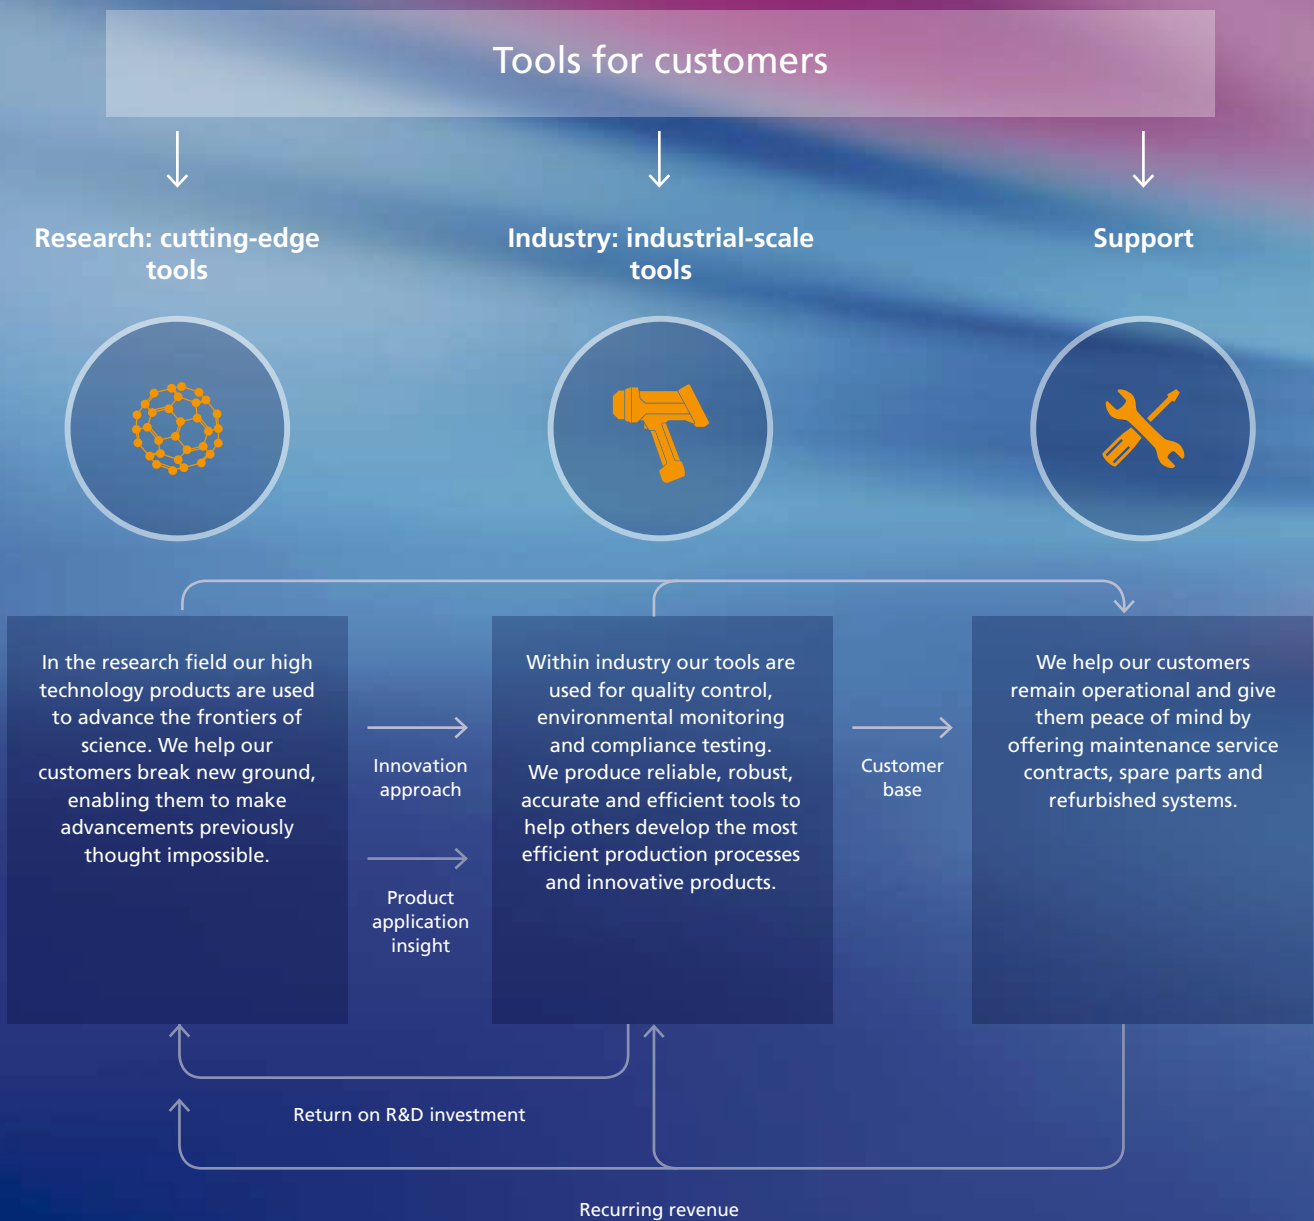 Tools for customers
Research: cutting-edge
tools
Industry: industrial-scale
tools
Support
In the research field our high
technology products are used
to advance the frontiers of
science. We help our
customers break new ground,
enabling them to make
advancements previously
thought impossible.
Innovation
approach
Product
application
insight
Within industry our tools are
used for quality control,
environmental monitoring
and compliance testing.
We produce reliable, robust,
accurate and efficient tools to
help others develop the most
efficient production processes
and innovative products.
Customer
base
We help our customers
remain operational and give
them peace of mind by
offering maintenance service
contracts, spare parts and
refurbished systems.
Return on R&D investment
Recurring revenue